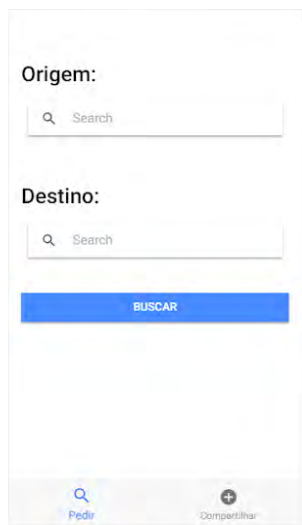 Origem:
Search
Destino:
Search
BUSCAR
Pedir
Compartilhar